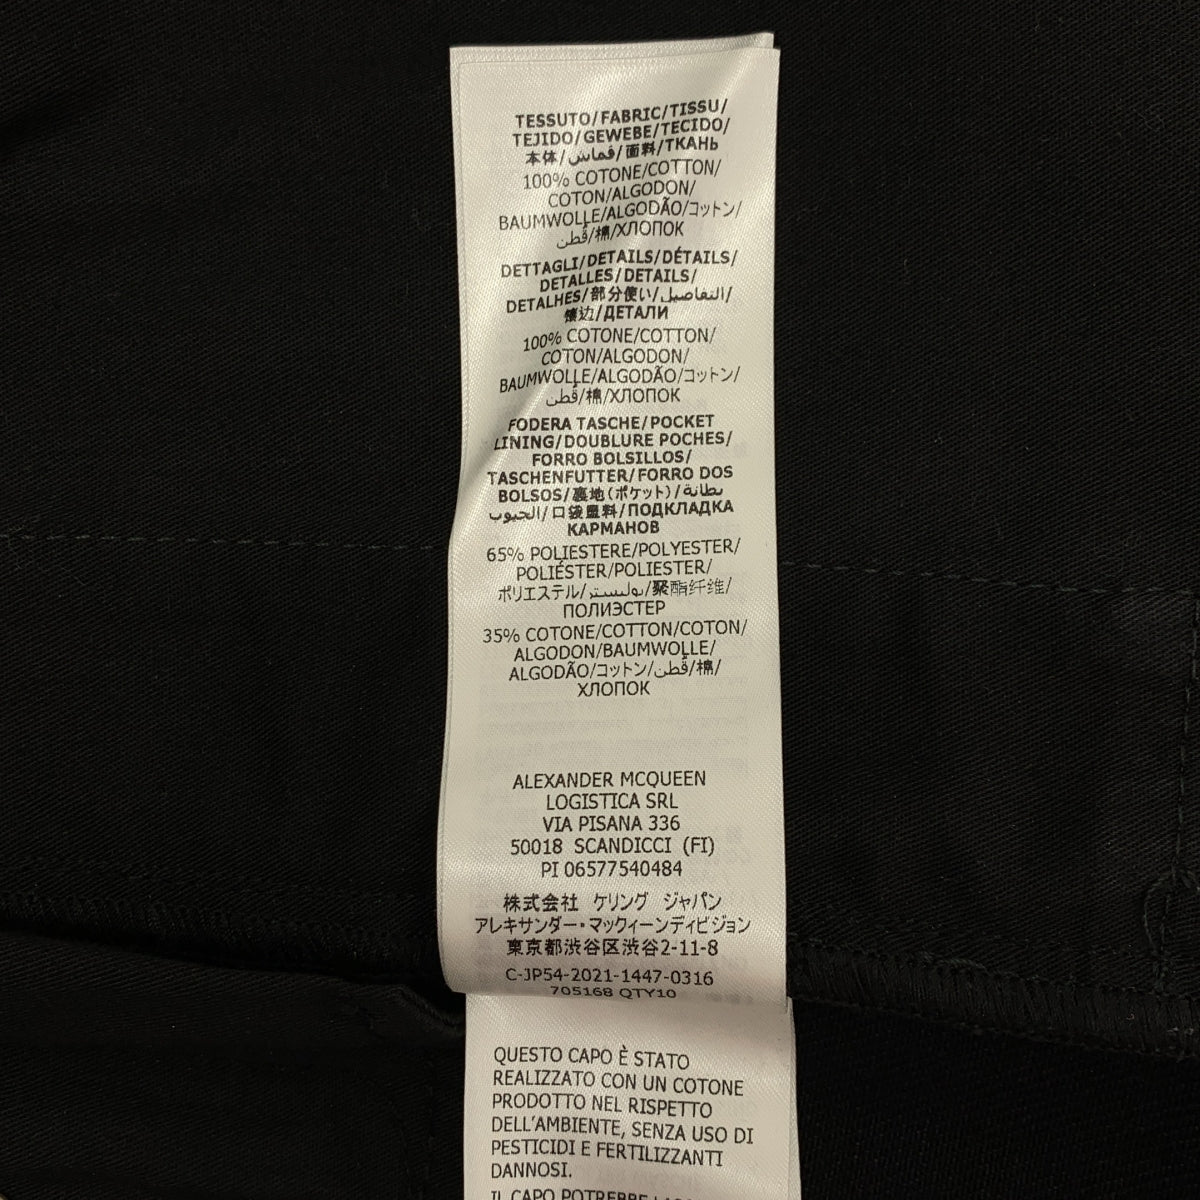 TESSUTO/FABRIC/TISSU/
TEJIDO/GEWEBE/TECIDO/
本体/قماش/面料/ТКАНЬ
100% COTONE/COTTON/
COTON/ALGODON/
BAUMWOLLE/ALGODÃO/コットン/
قُطن/棉/ХЛОПОК
DETTAGLI/DETAILS/DÉTAILS/
DETALLES/DETAILS/
DETALHES/部分使い/التفاصيل/
镶边/ДЕТАЛИ
100% COTONE/COTTON/
COTON/ALGODON/
BAUMWOLLE/ALGODÃO/コットン/
قُطن/棉/ХЛОПОК
FODERA TASCHE/POCKET
LINING/DOUBLURE POCHES/
FORRO BOLSILLOS/
TASCHENFUTTER/FORRO DOS
BOLSOS/裏地(ポケット)/بطانة
الجيوب/口袋里料/ПОДКЛАДКА
КАРМАНОВ
65% POLIESTERE/POLYESTER/
POLIÉSTER/POLIESTER/
ポリエステル/بوليستر/聚酯纤维/
ПОЛИЭСТЕР
35% COTONE/COTTON/COTON/
ALGODON/BAUMWOLLE/
ALGODÃO/コットン/قُطن/棉/
ХЛОПОК
ALEXANDER MCQUEEN
LOGISTICA SRL
VIA PISANA 336
50018 SCANDICCI (FI)
PI 06577540484
株式会社 ケリング ジャパン
アレキサンダー・マックィーンディビジョン
東京都渋谷区渋谷2-11-8
C-JP54-2021-1447-0316
705168 QTY10
QUESTO CAPO È STATO
REALIZZATO CON UN COTONE
PRODOTTO NEL RISPETTO
DELL'AMBIENTE, SENZA USO DI
PESTICIDI E FERTILIZZANTI
DANNOSI.
IL CAPO POTREBBE